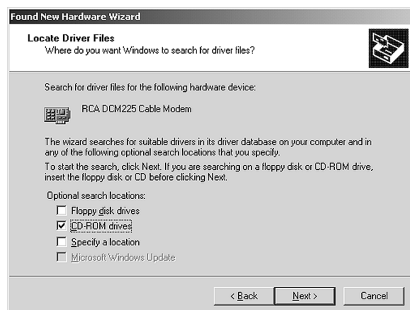 Found New Hardware Wizard
Locate Driver Files
Where do you want Windows to search for driver files?
Search for driver files for the following hardware device:
RCA DCM225 Cable Modem
The wizard searches for suitable drivers in its driver database on your computer and in
any of the following optional search locations that you specify.
To start the search, click Next. If you are searching on a floppy disk or CD-ROM drive,
insert the floppy disk or CD before clicking Next.
Optional search locations:
Floppy disk drives
CD-ROM drives
Specify a location
Microsoft Windows Update
< Back Next > Cancel